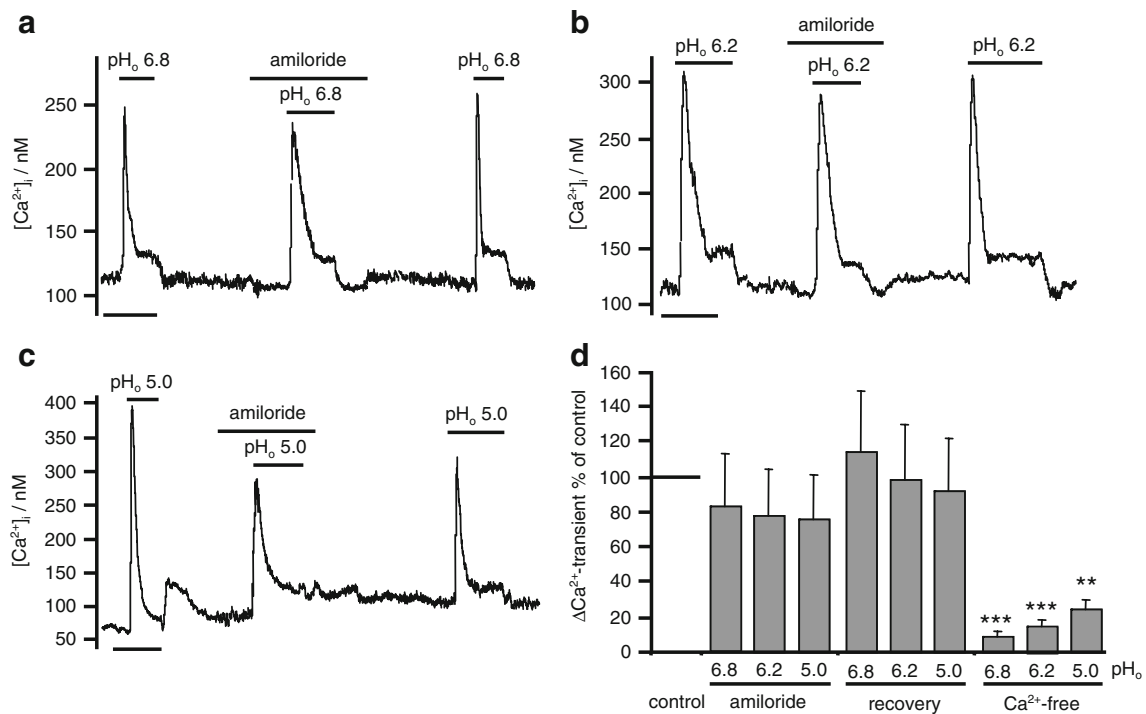 a
pHₒ 6.8
amiloride
pHₒ 6.8
pHₒ 6.8
[Ca²⁺]ᵢ / nM
250
200
150
100
b
amiloride
pHₒ 6.2
pHₒ 6.2
pHₒ 6.2
[Ca²⁺]ᵢ / nM
300
250
200
150
100
c
pHₒ 5.0
amiloride
pHₒ 5.0
pHₒ 5.0
[Ca²⁺]ᵢ / nM
400
350
300
250
200
150
100
50
d
ΔCa²⁺-transient % of control
160
140
120
100
80
60
40
20
0
*** *** **
6.8 6.2 5.0 6.8 6.2 5.0 6.8 6.2 5.0 pHₒ
control amiloride recovery Ca²⁺-free